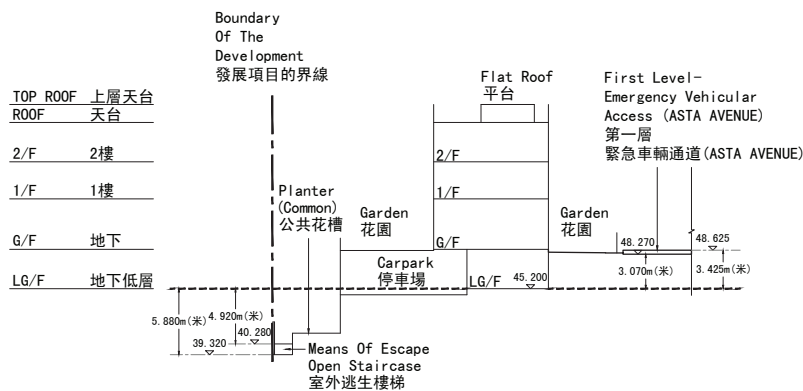 Boundary
Of The
Development
發展項目的界線
Flat Roof
平台
First Level-
Emergency Vehicular
Access (ASTA AVENUE)
第一層
緊急車輛通道(ASTA AVENUE)
TOP ROOF 上層天台
ROOF 天台
2/F 2樓
2/F
1/F 1樓
1/F
Planter
(Common)
公共花槽
Garden
花園
Garden
花園
G/F 地下
G/F
48.270
48.625
Carpark
停車場
3.070m(米)
3.425m(米)
LG/F 地下低層
LG/F
45.200
5.880m(米)
4.920m(米)
40.280
39.320
Means Of Escape
Open Staircase
室外逃生樓梯